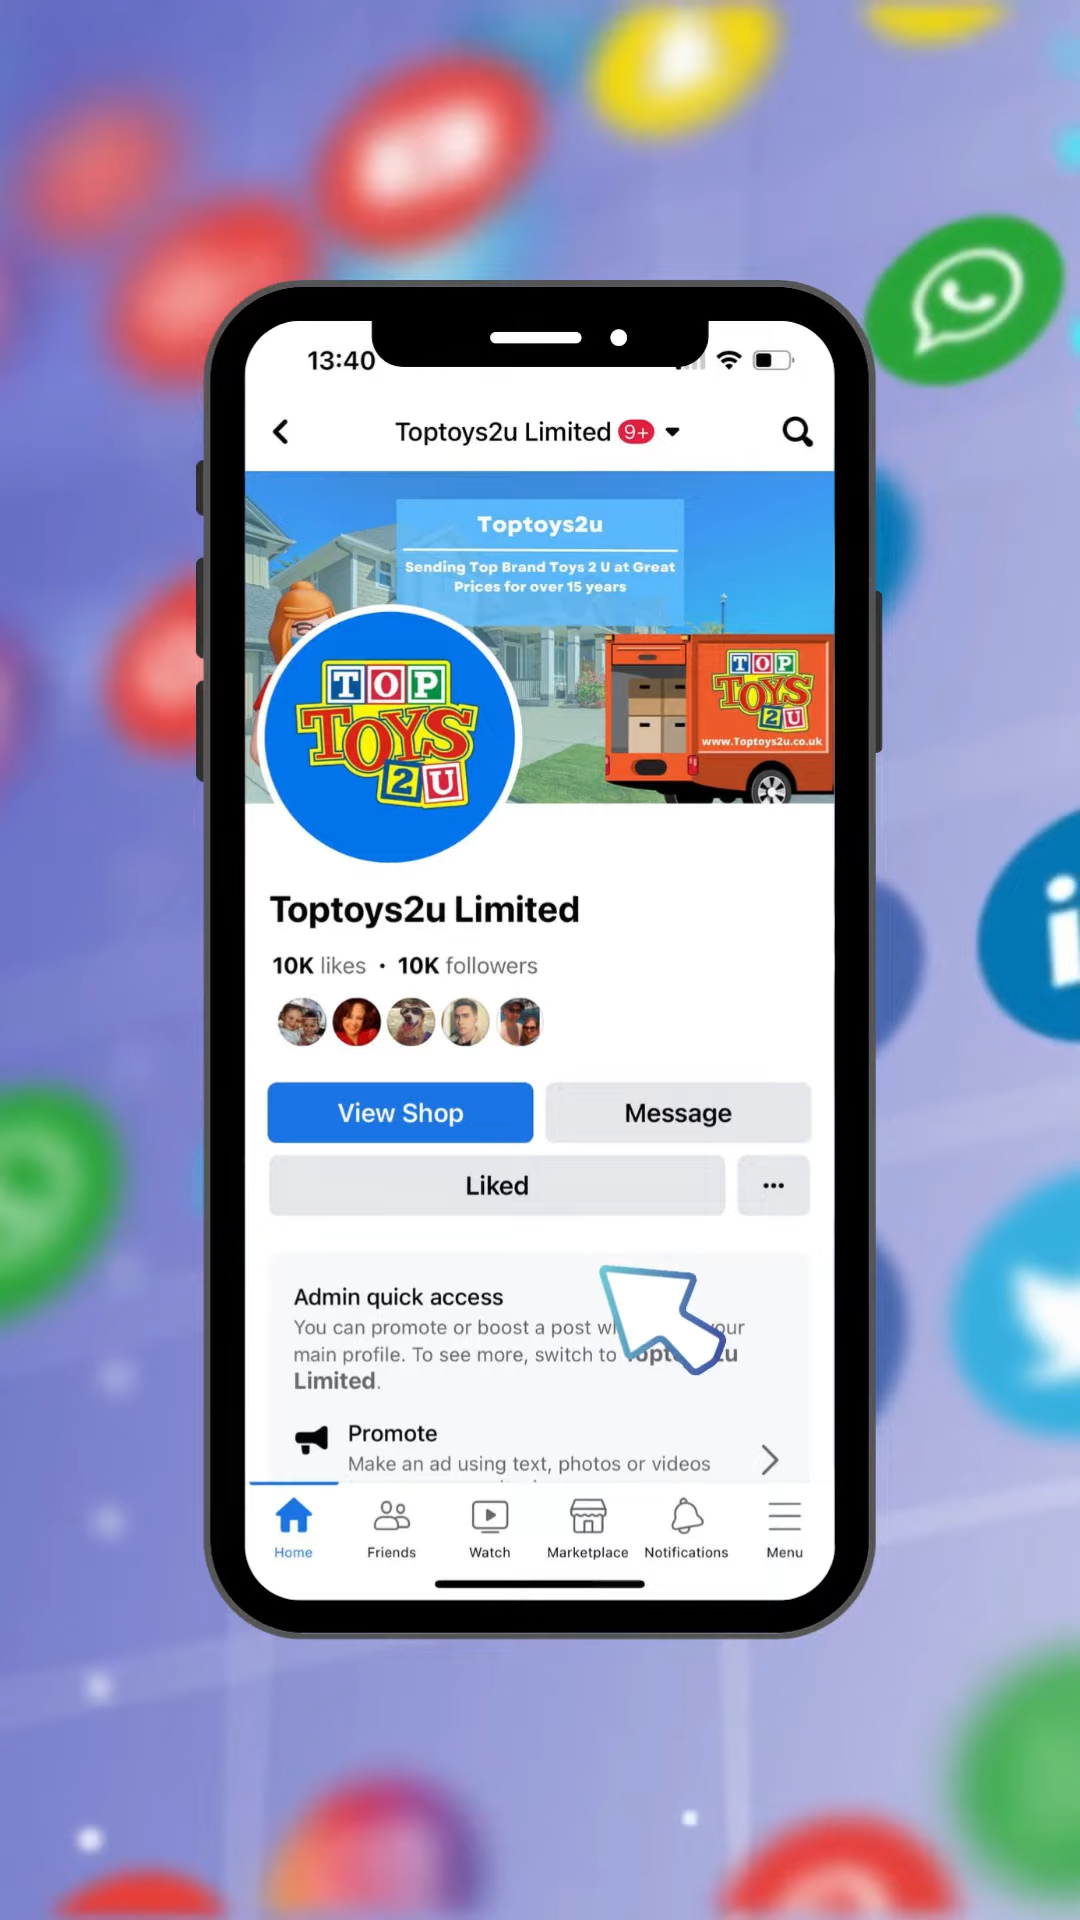 13:40
Toptoys2u Limited 9+
Toptoys2u
Sending Top Brand Toys 2 U at Great
Prices for over 15 years
TOP
TOYS
2U
TOP
TOYS
2U
www.Toptoys2u.co.uk
Toptoys2u Limited
10K likes · 10K followers
View Shop
Message
Liked
...
Admin quick access
You can promote or boost a post our
main profile. To see more, switch to
Limited.
Promote
Make an ad using text, photos or videos
Home
Friends
Watch
Marketplace
Notifications
Menu
in